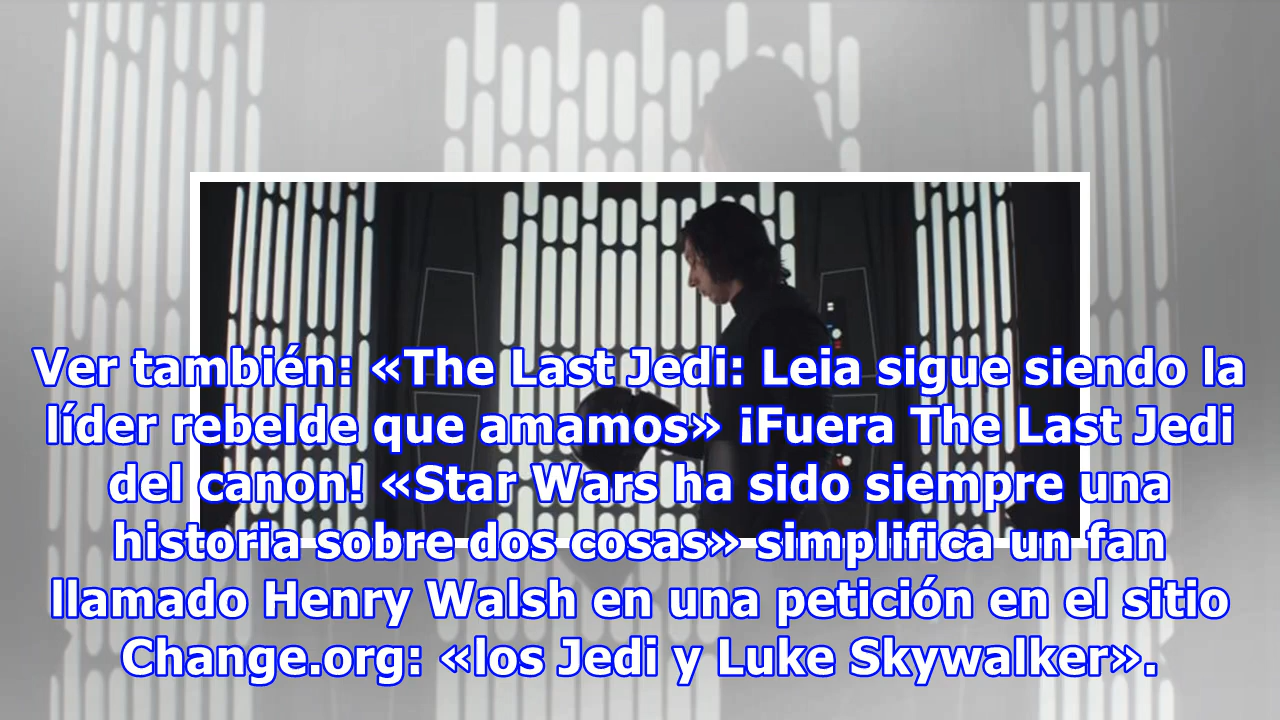 Ver también: «The Last Jedi: Leia sigue siendo la
líder rebelde que amamos» ¡Fuera The Last Jedi
del canon! «Star Wars ha sido siempre una
historia sobre dos cosas» simplifica un fan
llamado Henry Walsh en una petición en el sitio
Change.org: «los Jedi y Luke Skywalker».